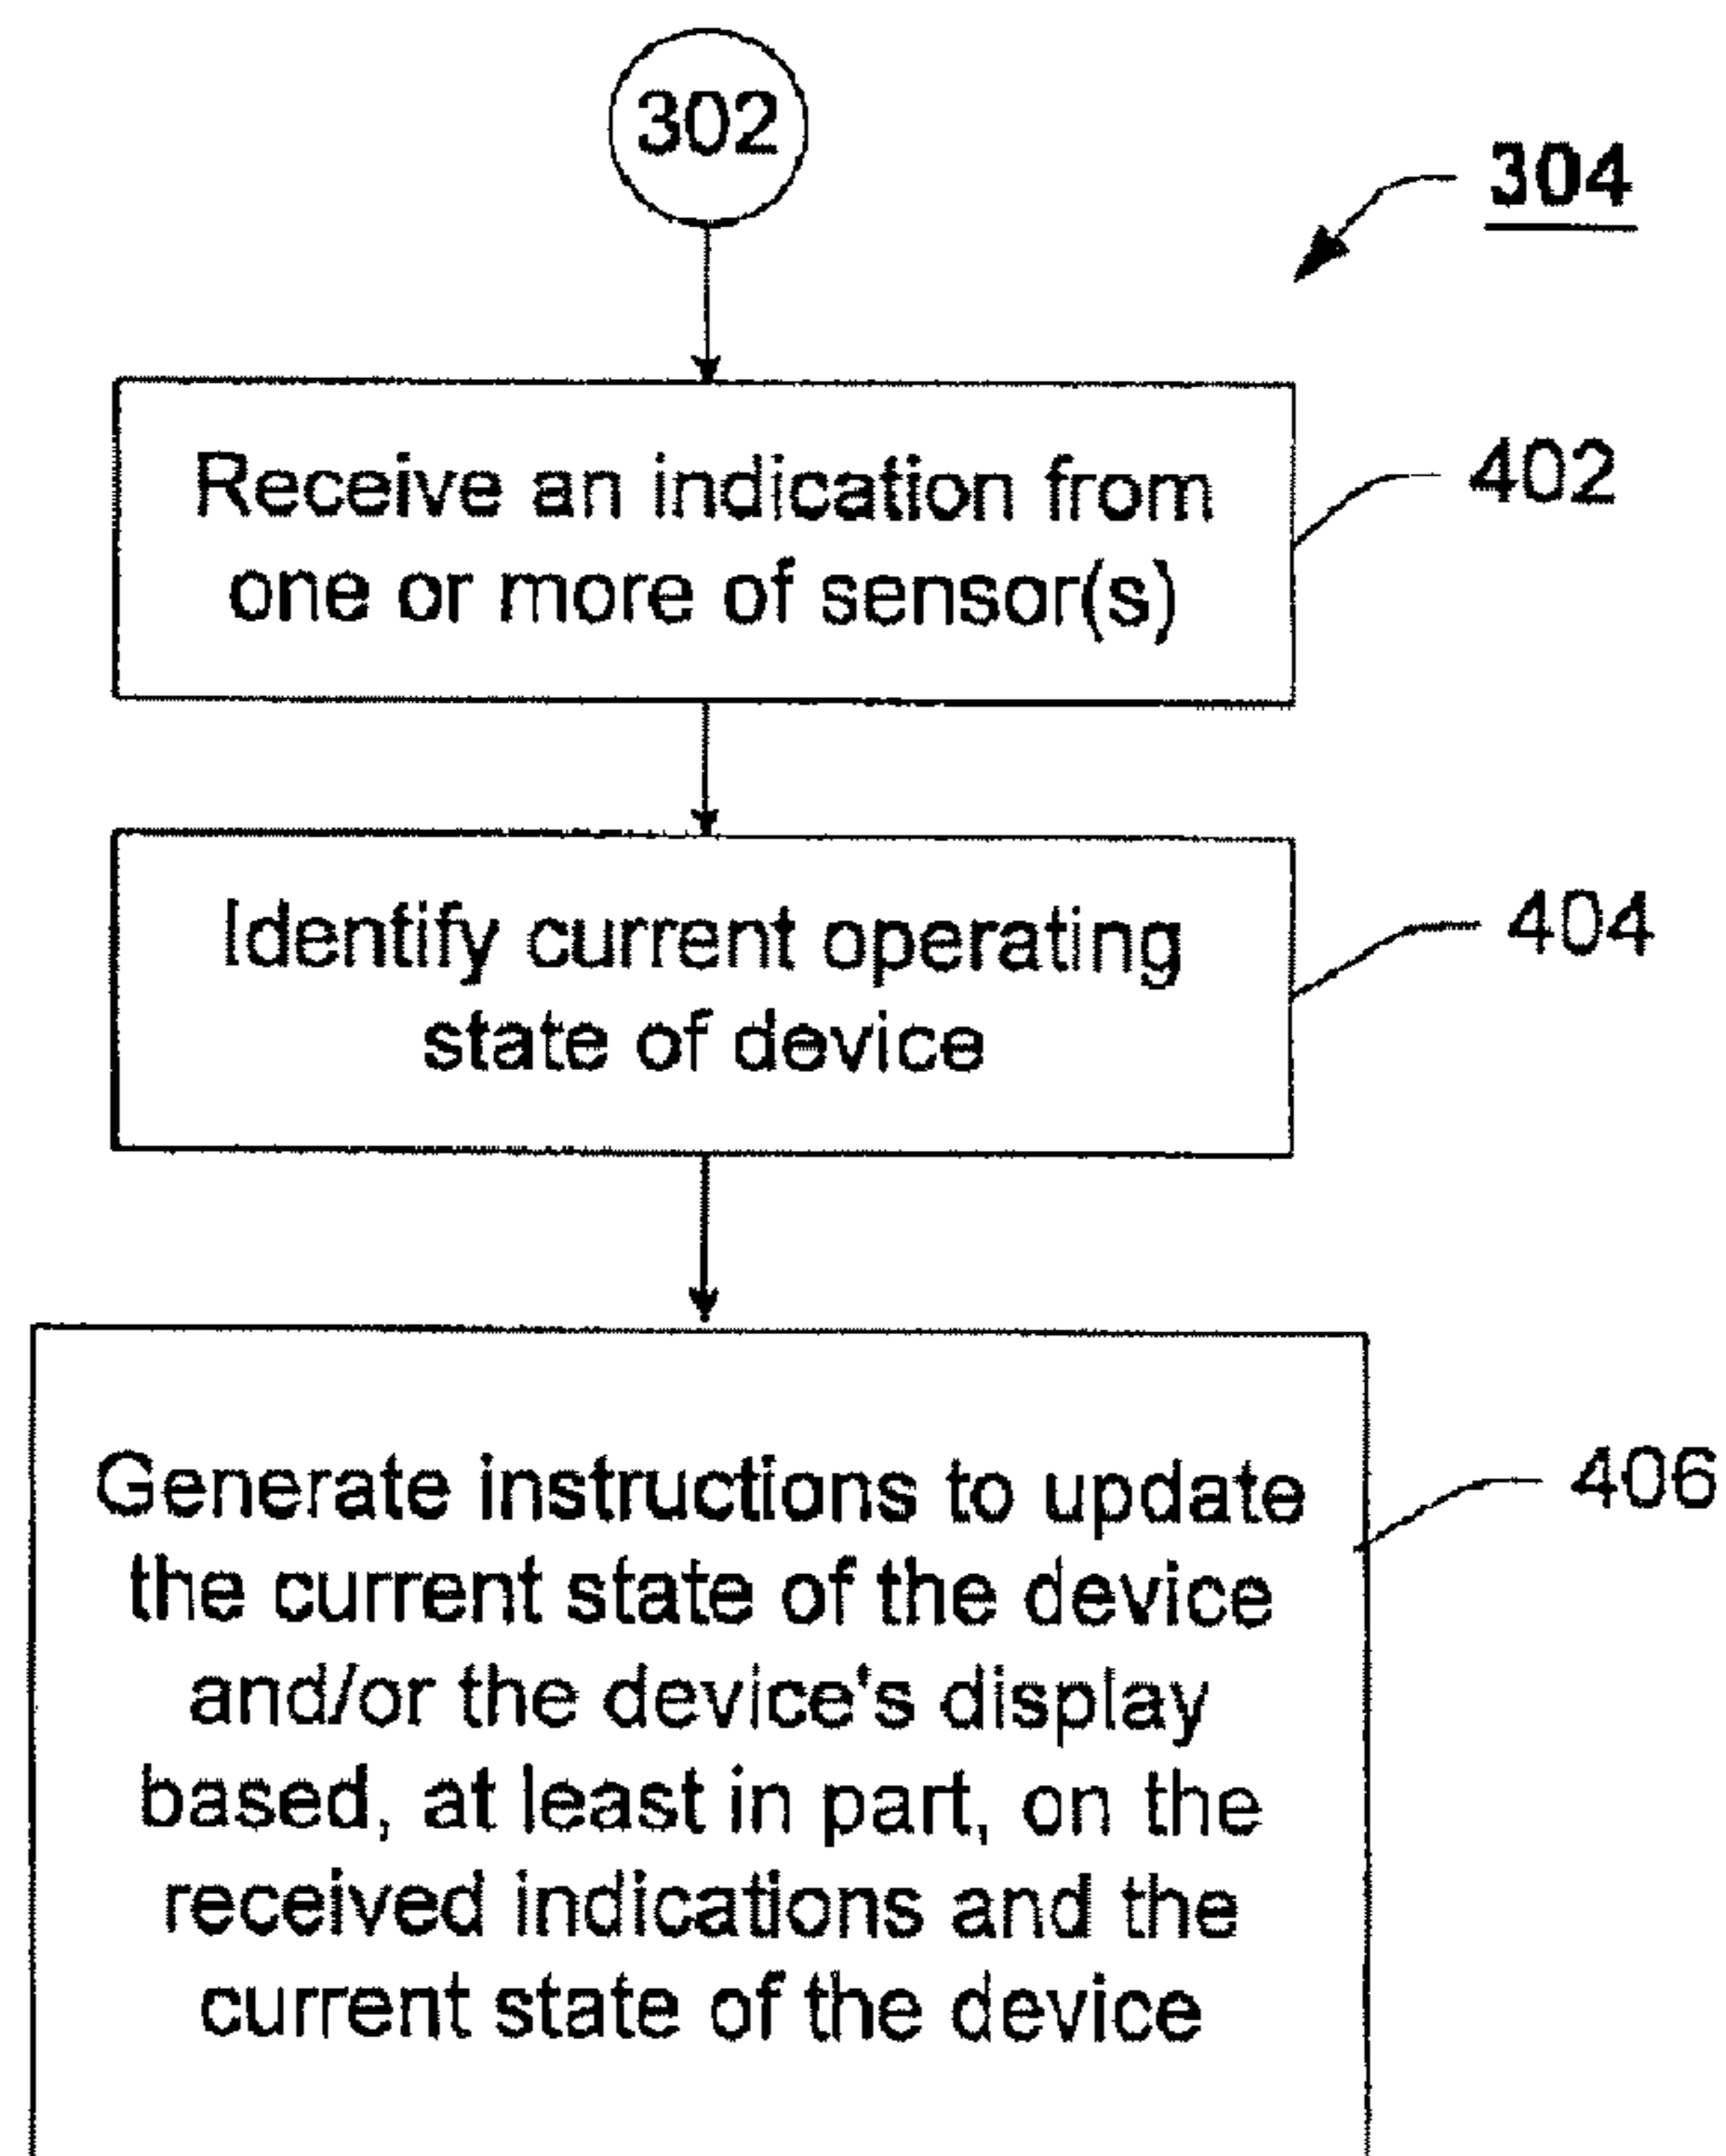 302
304
Receive an indication from
402
one or more of sensor(s)
Identify current operating
404
state of device
Generate instructions to update
406
the current state of the device
and/or the device's display
based, at least in part, on the
received indications and the
current state of the device